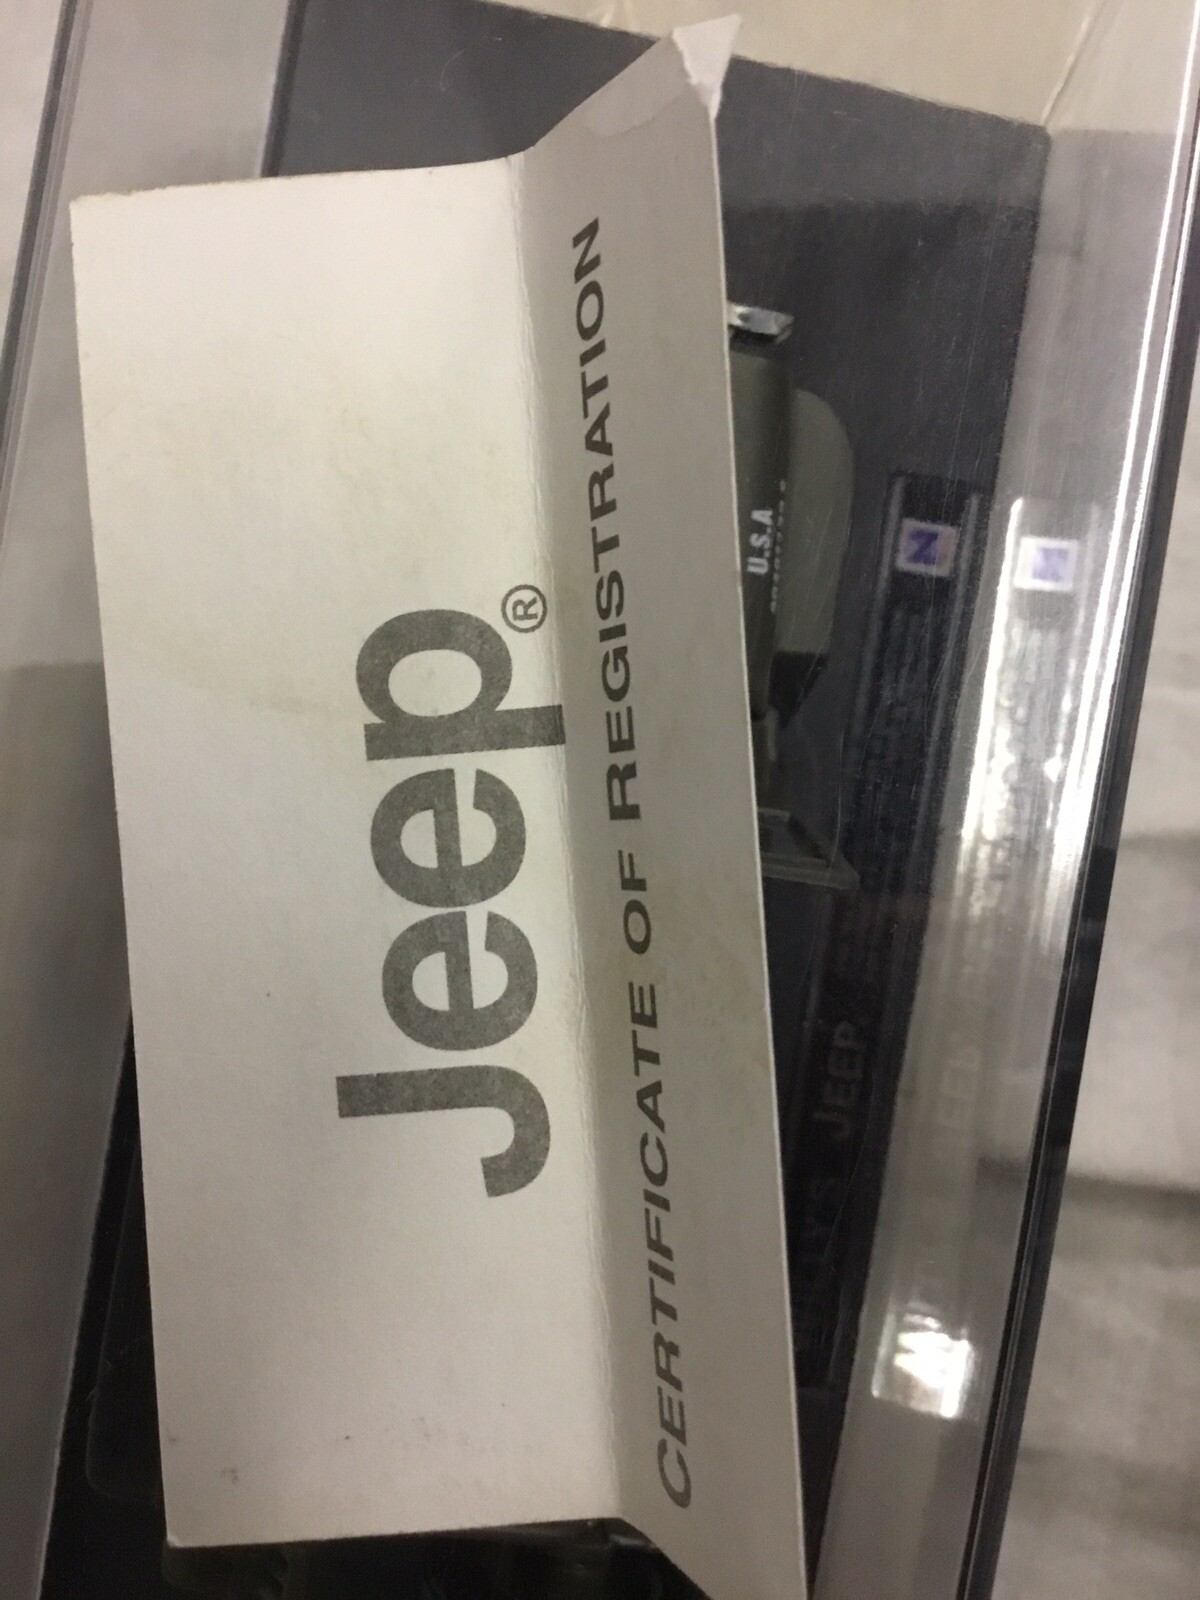 Jeep®
CERTIFICATE OF REGISTRATION
U.S.A
JEEP